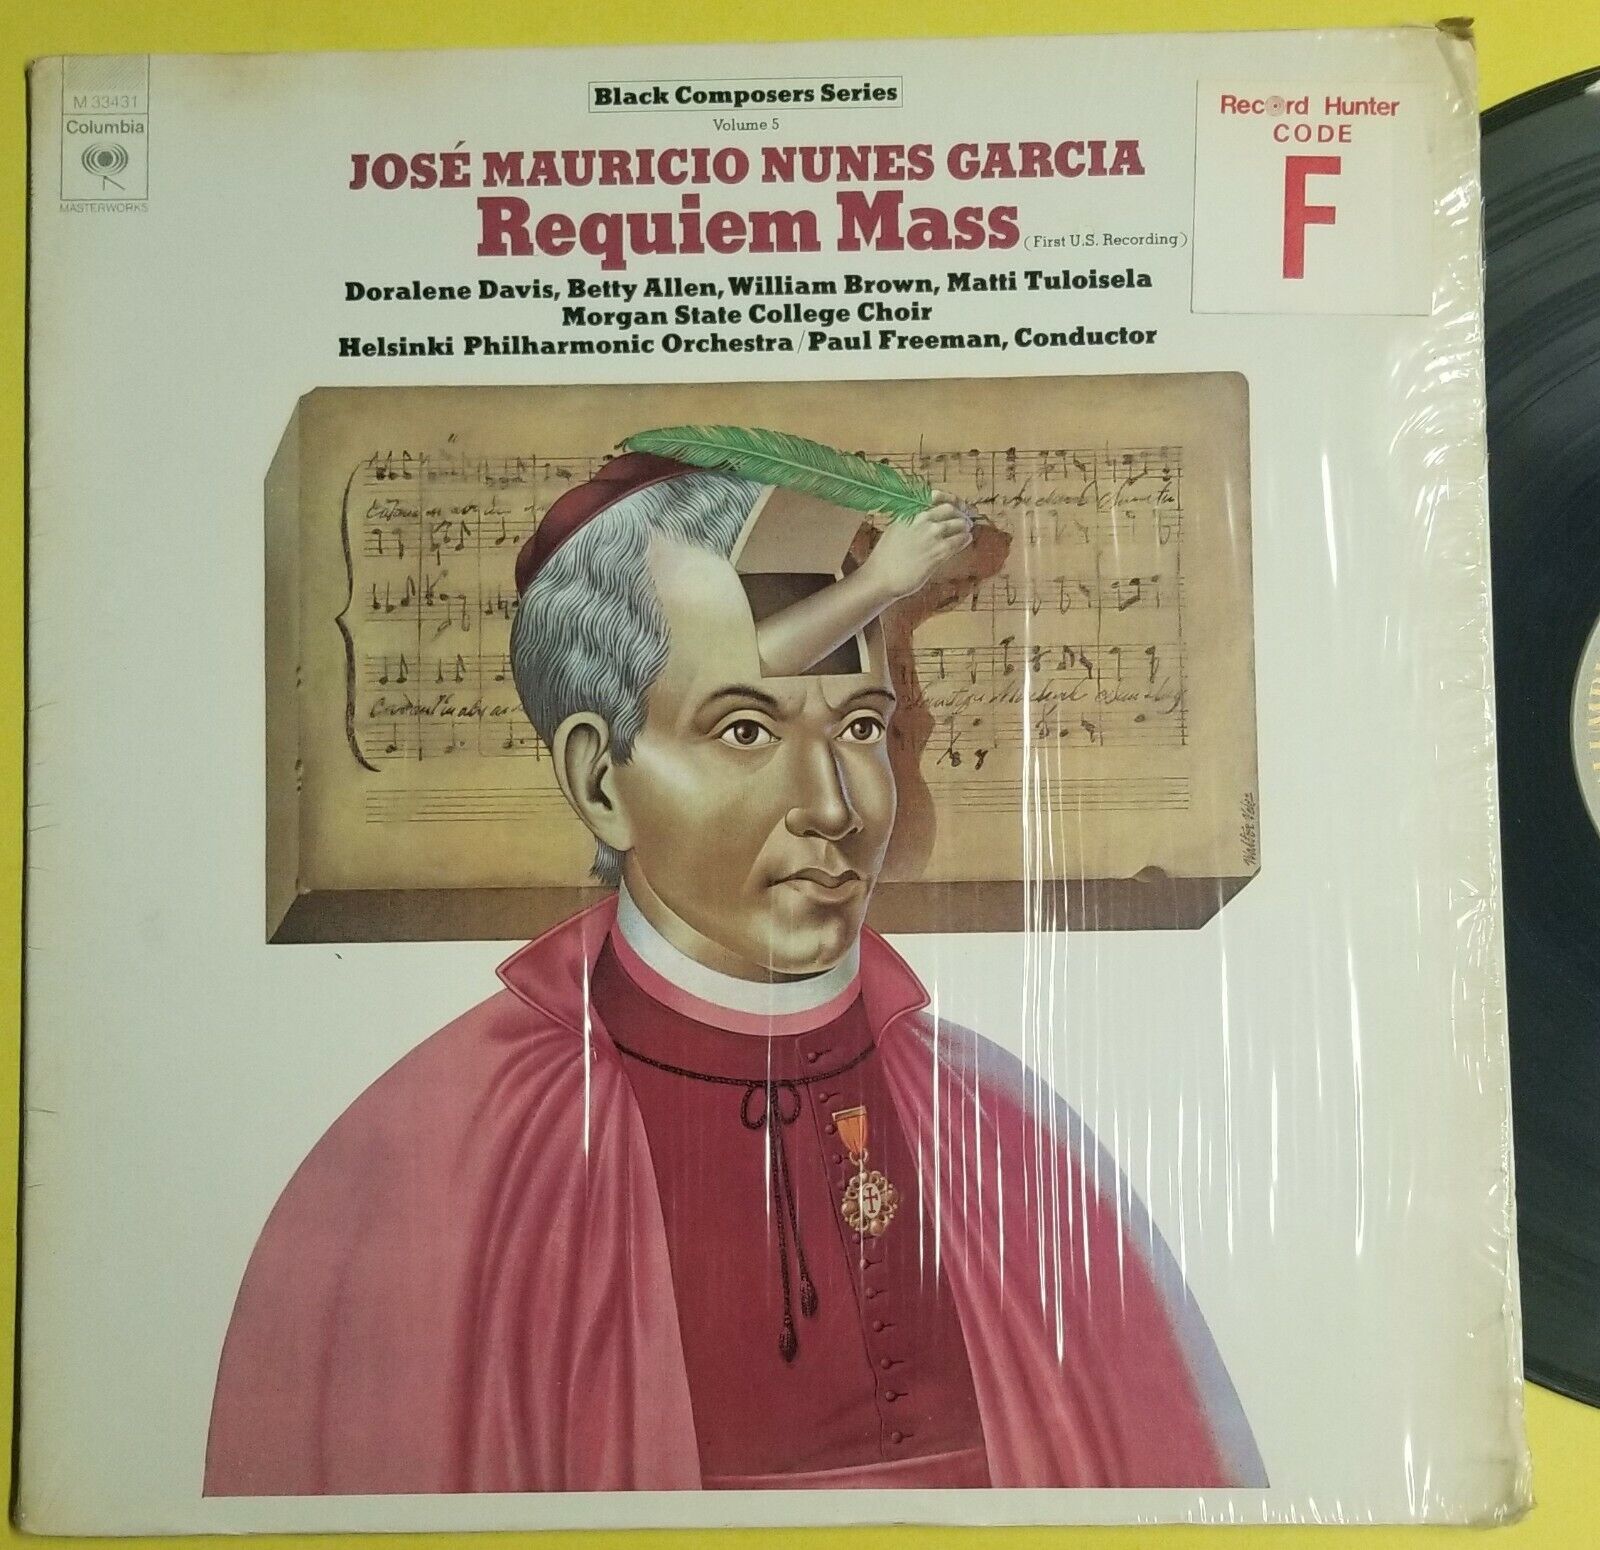 M 33431
Columbia
MASTERWORKS
Black Composers Series
Volume 5
JOSÉ MAURICIO NUNES GARCIA
Requiem Mass (First U.S. Recording)
Doralene Davis, Betty Allen, William Brown, Matti Tuloisela
Morgan State College Choir
Helsinki Philharmonic Orchestra/Paul Freeman, Conductor
Record Hunter
CODE
F